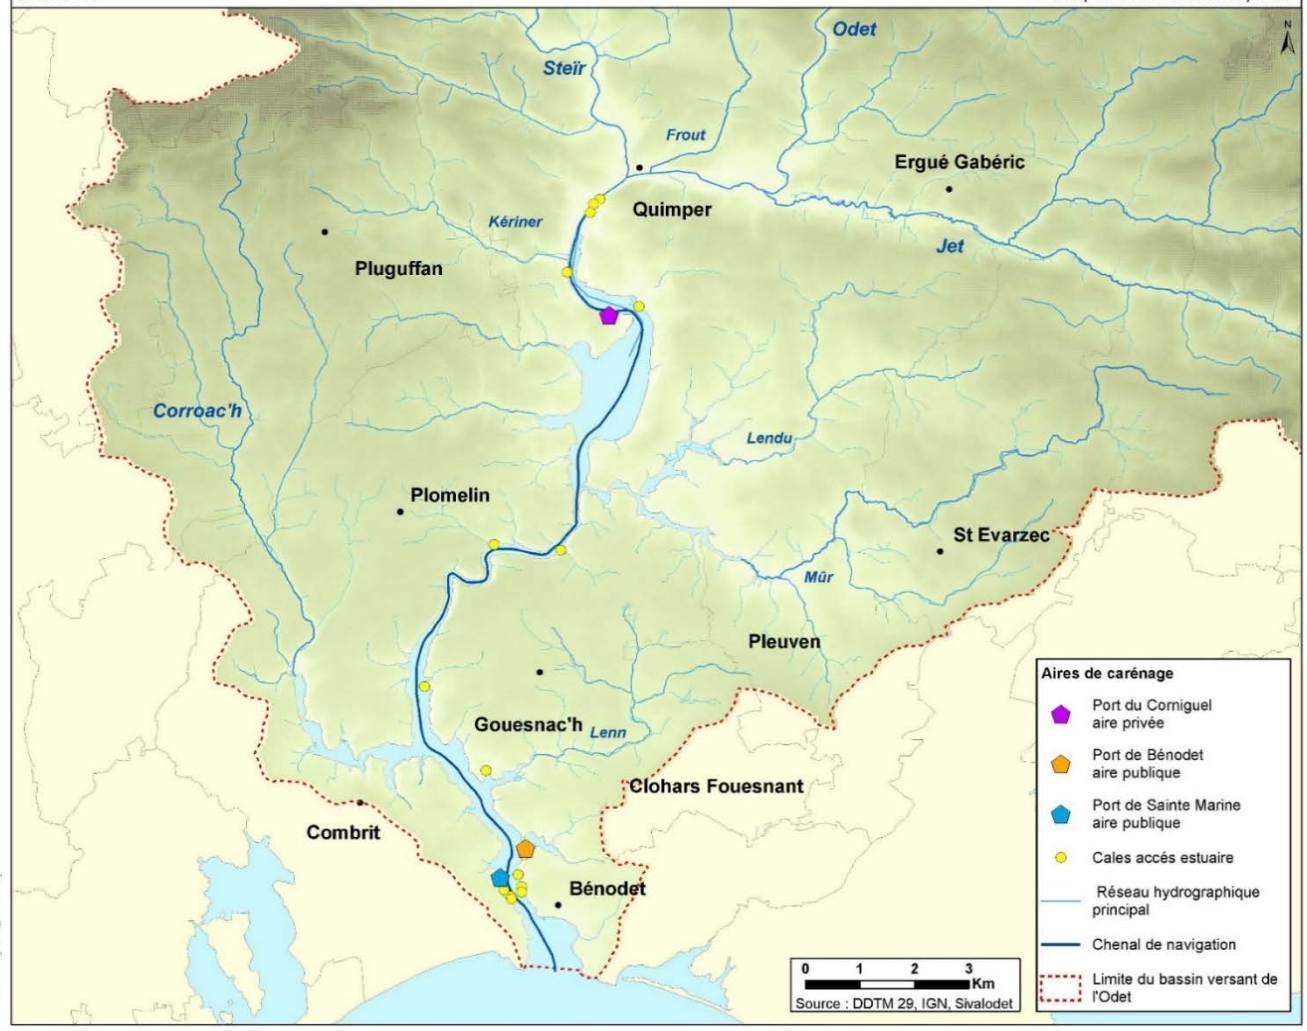 Odet
N
Steïr
Frout
Ergué Gabéric
Quimper
Kériner
Jet
Pluguffan
Corroac'h
Lendu
Plomelin
St Evarzec
Mûr
Pleuven
Gouesnac'h
Lenn
Clohars Fouesnant
Combrit
Bénodet
Aires de carénage
Port du Corniguel
aire privée
Port de Bénodet
aire publique
Port de Sainte Marine
aire publique
Cales accés estuaire
Réseau hydrographique
principal
Chenal de navigation
Limite du bassin versant de
l'Odet
0 1 2 3
Km
Source : DDTM 29, IGN, Sivalodet